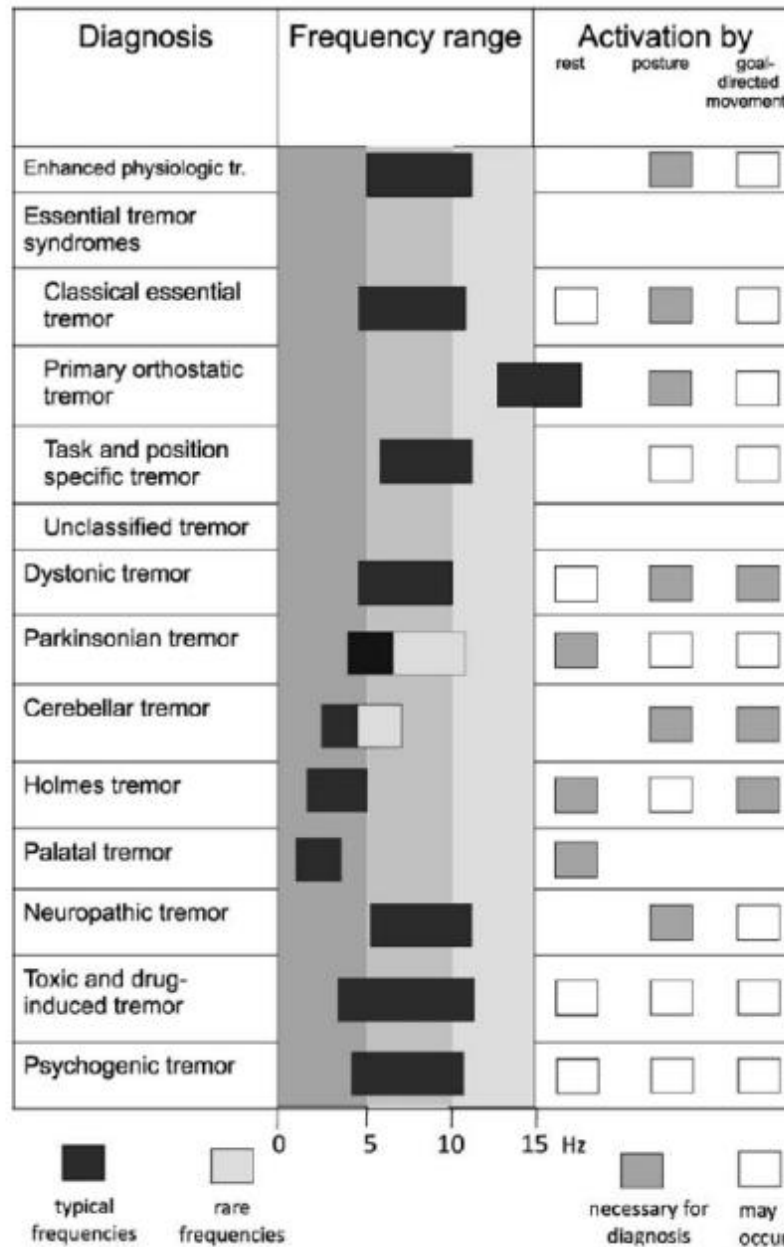 Diagnosis
Frequency range
Activation by
rest
posture
goal-
directed
movement
Enhanced physiologic tr.
Essential tremor
syndromes
Classical essential
tremor
Primary orthostatic
tremor
Task and position
specific tremor
Unclassified tremor
Dystonic tremor
Parkinsonian tremor
Cerebellar tremor
Holmes tremor
Palatal tremor
Neuropathic tremor
Toxic and drug-
induced tremor
Psychogenic tremor
0 5 10 15 Hz
typical
frequencies
rare
frequencies
necessary for
diagnosis
may
occur